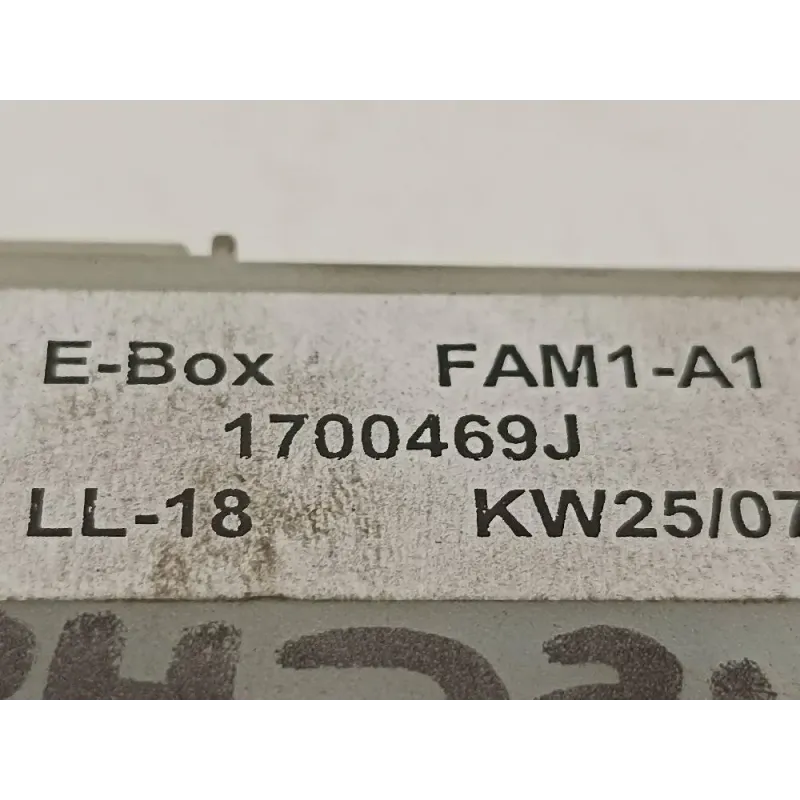 E-Box FAM1-A1
1700469J
LL-18 KW25/07